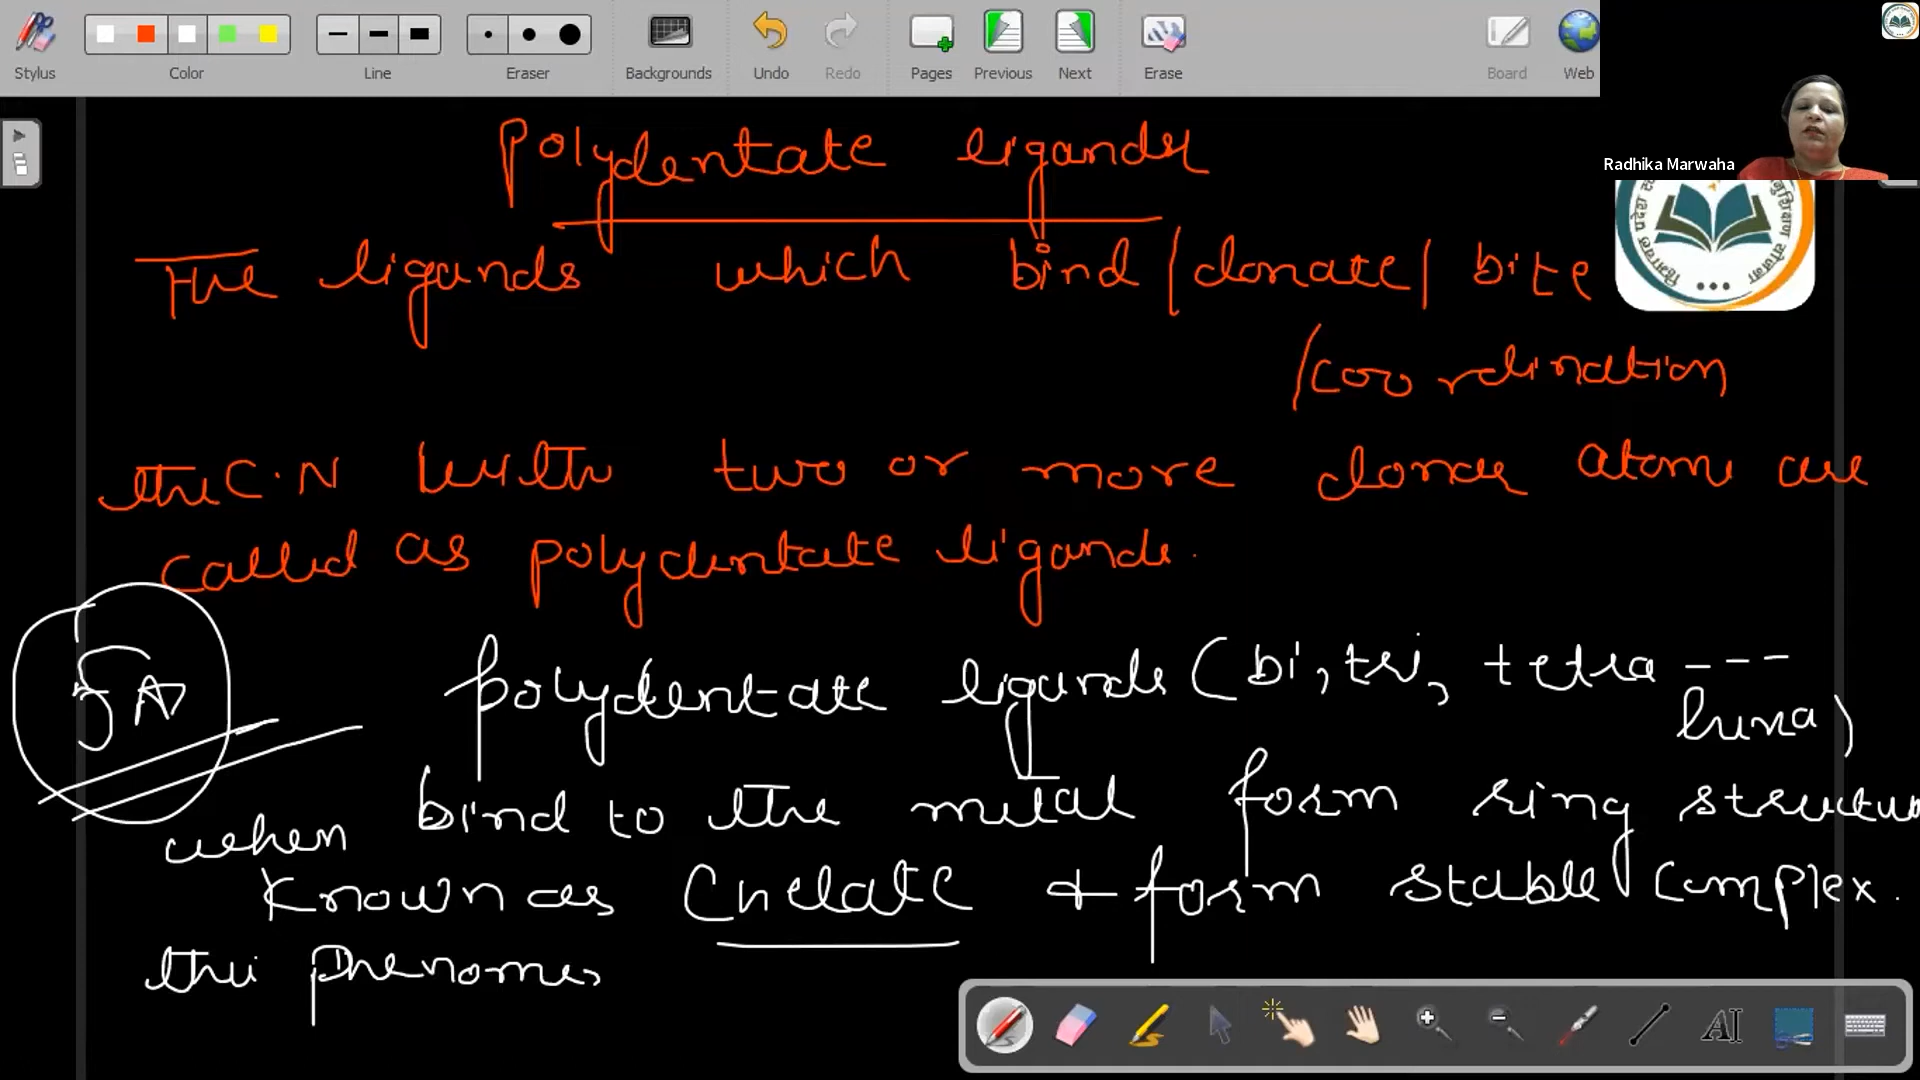 Stylus
Color
Line
Eraser
Backgrounds
Undo
Redo
Pages
Previous
Next
Erase
Board
Web
Radhika Marwaha
Polydentate ligands
The ligands which bind / donate / bite
/ coordination
the C.N with two or more donor atoms are
called as polydentate ligands.
polydentate ligands (bi, tri, tetra ----
hexa)
when bind to the metal form ring structu
known as Chelate & form stable complex.
this phenomen